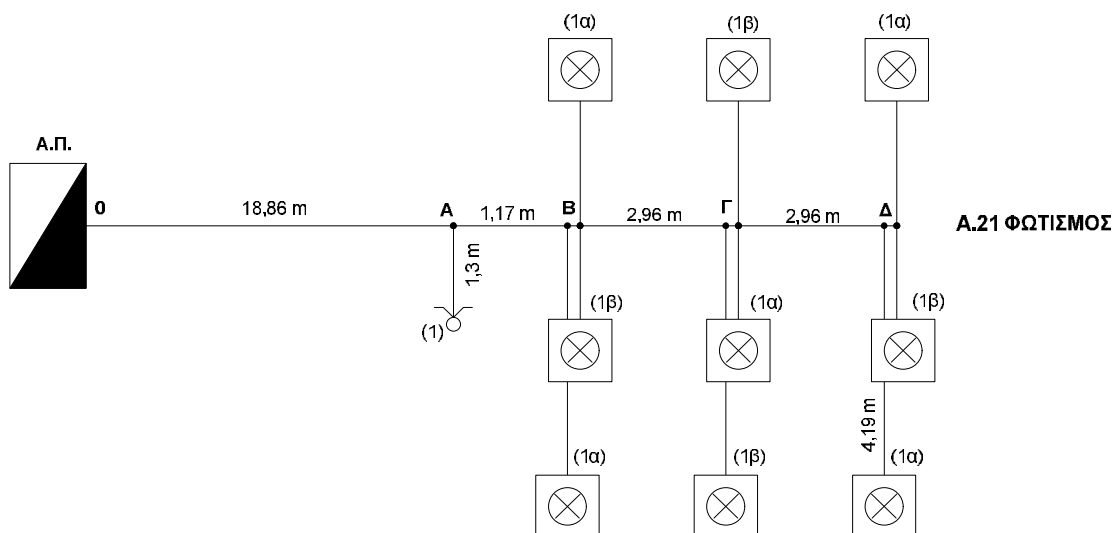 (1α)
(1β)
(1α)
Α.Π.
0
18,86 m
Α
1,17 m
Β
2,96 m
Γ
2,96 m
Δ
Α.21 ΦΩΤΙΣΜΟΣ
1,3 m
(1)
(1β)
(1α)
(1β)
4,19 m
(1α)
(1β)
(1α)